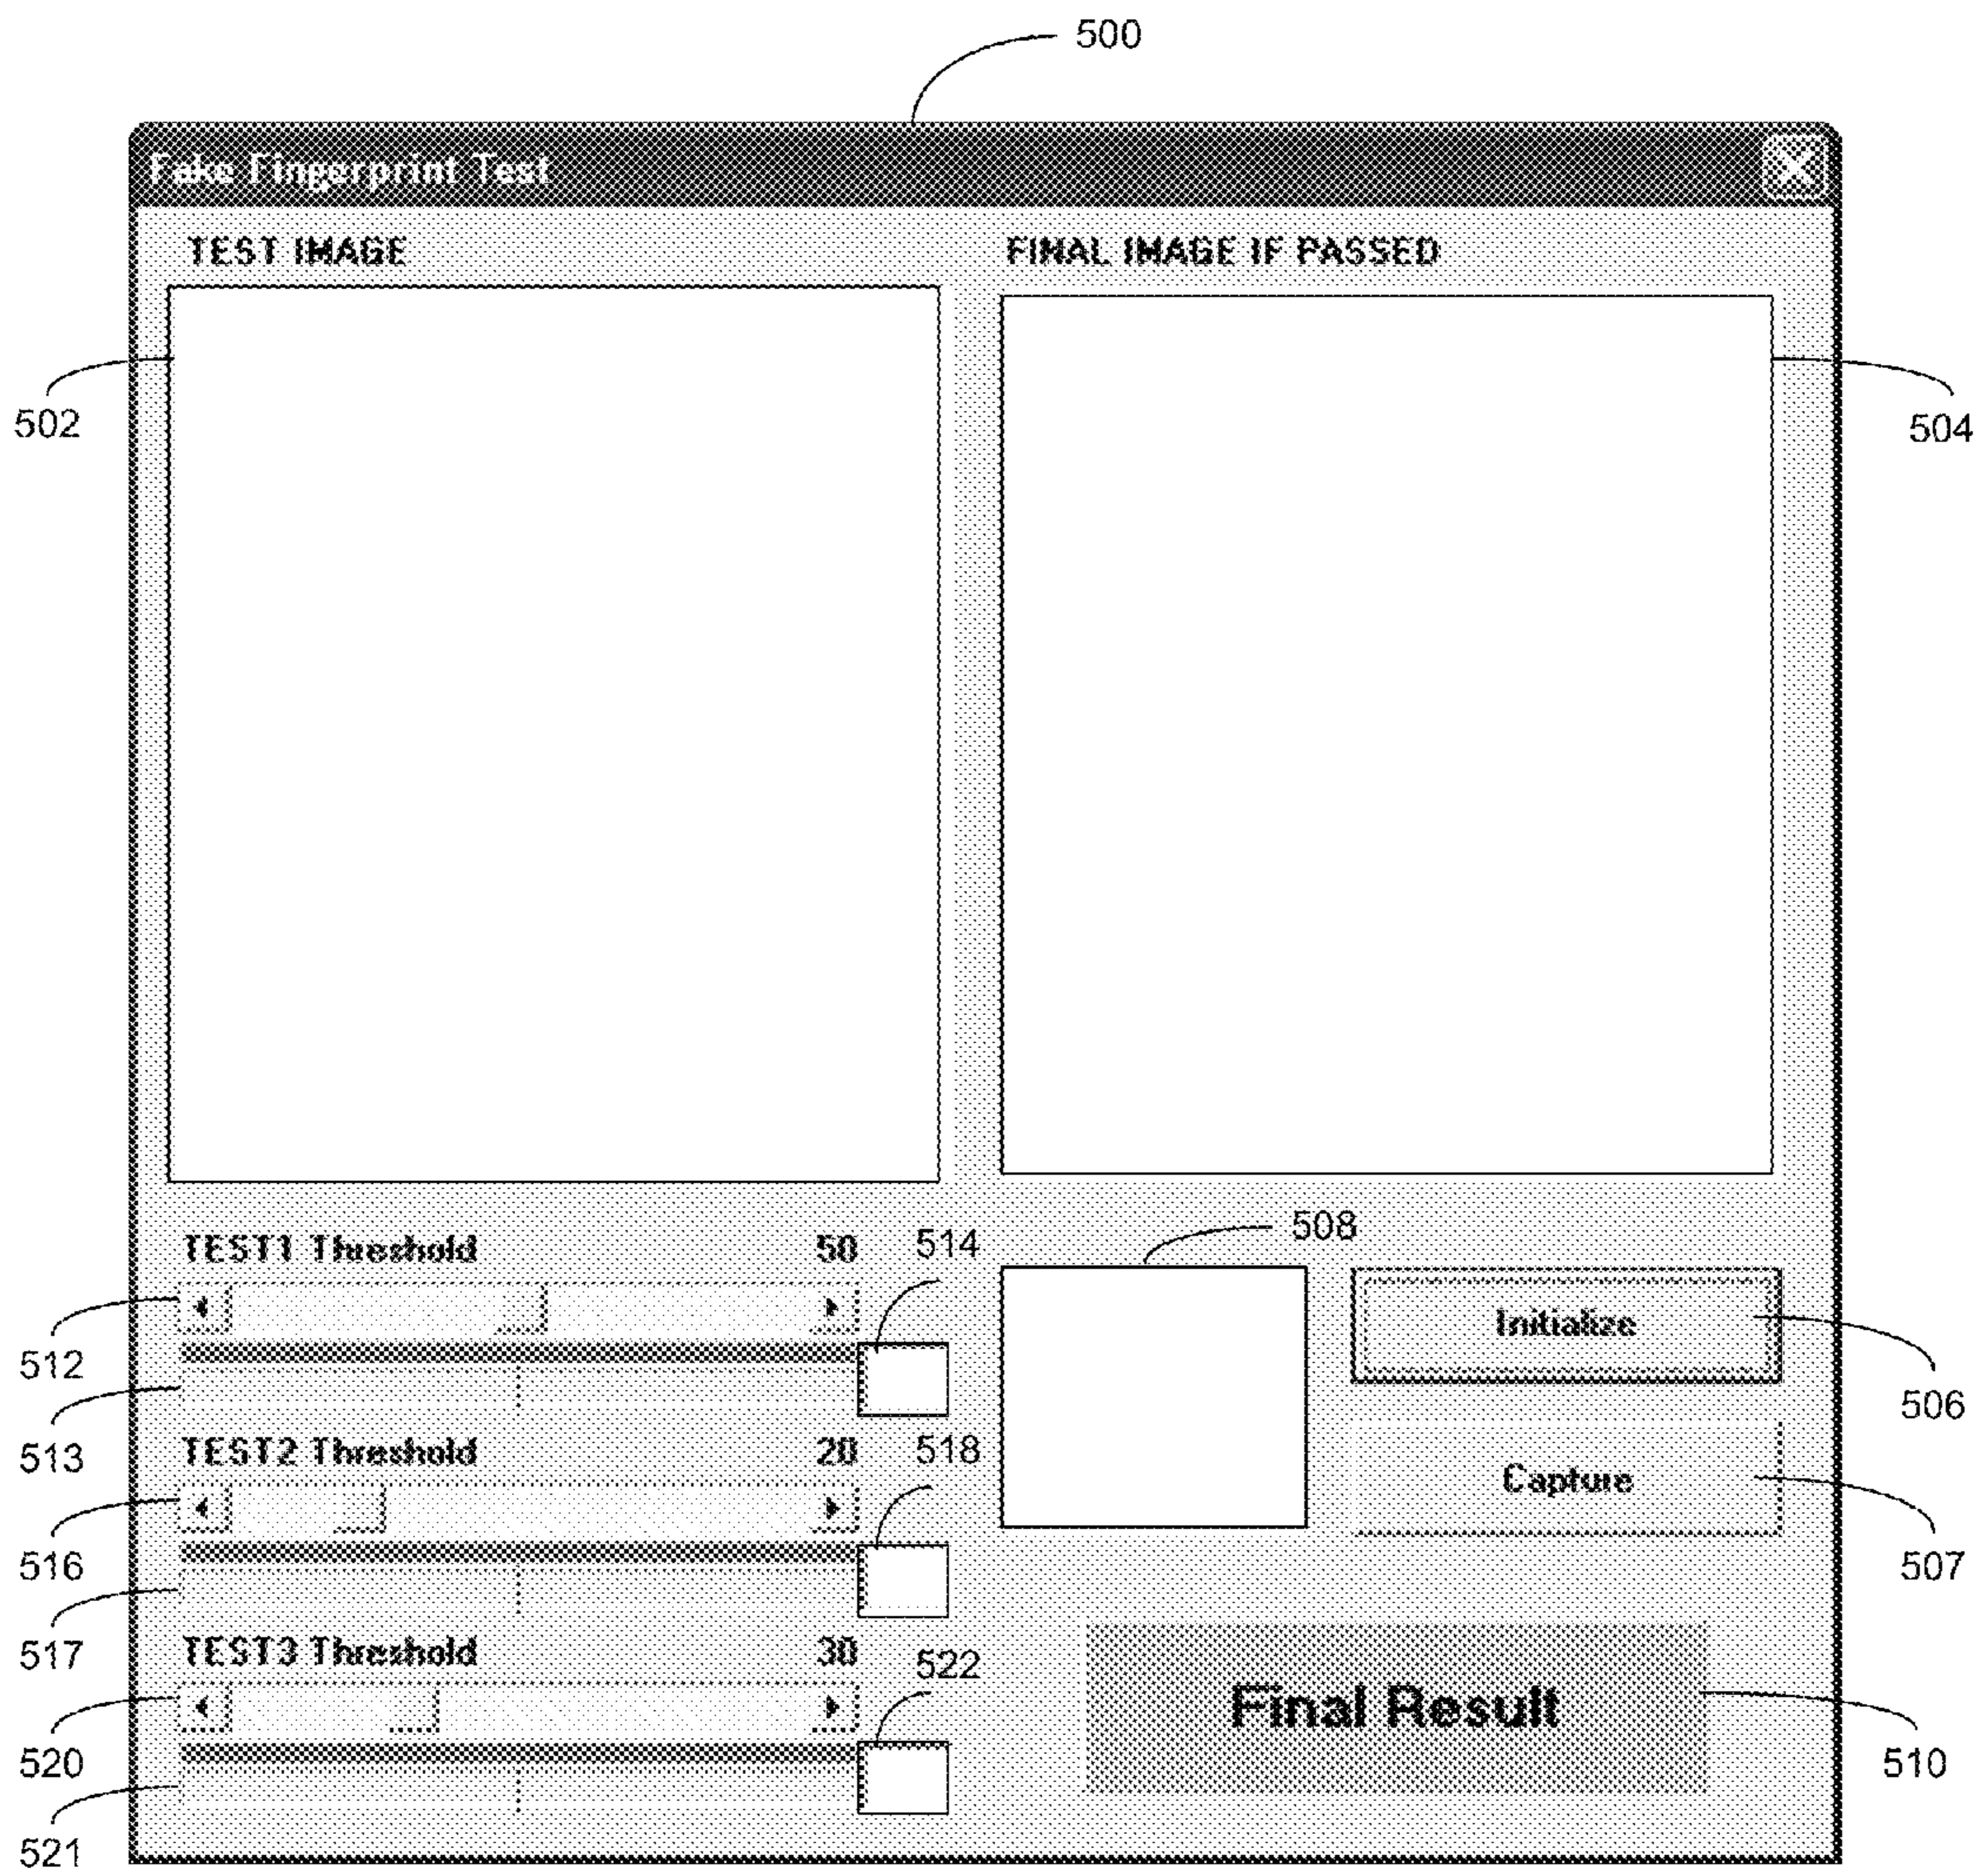 500
Fake Fingerprint Test
TEST IMAGE
FINAL IMAGE IF PASSED
502
504
TEST1 Threshold 50
514
508
512
Initialize
506
513
TEST2 Threshold 20
518
Capture
507
516
517
TEST3 Threshold 30
522
Final Result
510
520
521